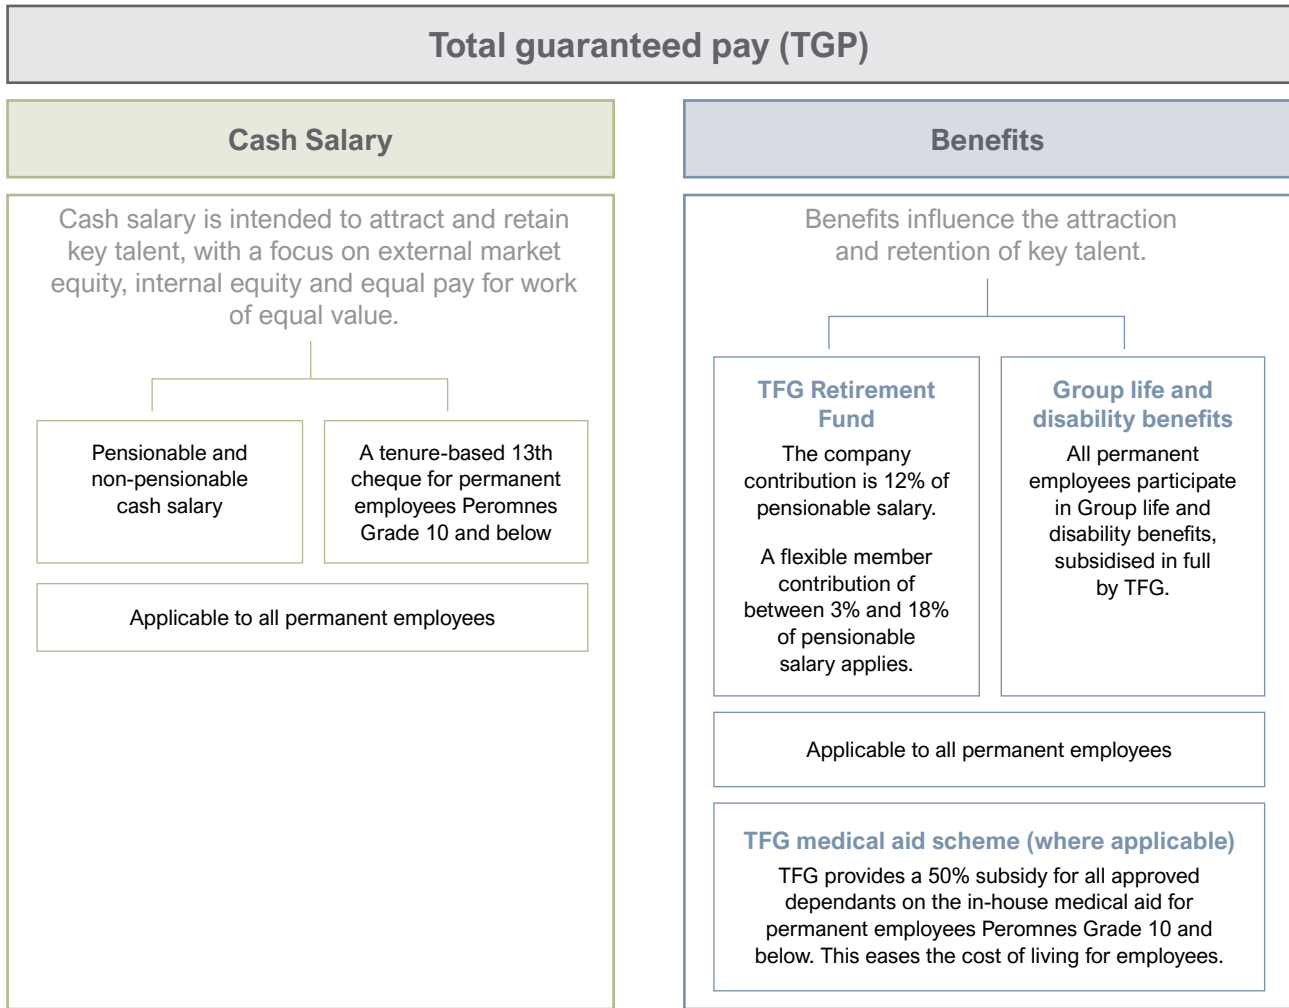 Total guaranteed pay (TGP)
Cash Salary
Cash salary is intended to attract and retain
key talent, with a focus on external market
equity, internal equity and equal pay for work
of equal value.
Pensionable and
non-pensionable
cash salary
A tenure-based 13th
cheque for permanent
employees Peromnes
Grade 10 and below
Applicable to all permanent employees
Benefits
Benefits influence the attraction
and retention of key talent.
TFG Retirement
Fund
The company
contribution is 12% of
pensionable salary.
A flexible member
contribution of
between 3% and 18%
of pensionable
salary applies.
Group life and
disability benefits
All permanent
employees participate
in Group life and
disability benefits,
subsidised in full
by TFG.
Applicable to all permanent employees
TFG medical aid scheme (where applicable)
TFG provides a 50% subsidy for all approved
dependants on the in-house medical aid for
permanent employees Peromnes Grade 10 and
below. This eases the cost of living for employees.